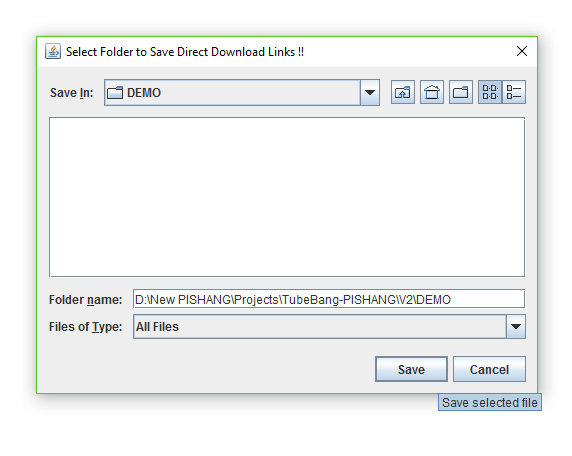 Select Folder to Save Direct Download Links !!
Save In: DEMO
Folder name: D:\New PISHANG\Projects\TubeBang-PISHANG\V2\DEMO
Files of Type: All Files
Save Cancel
Save selected file